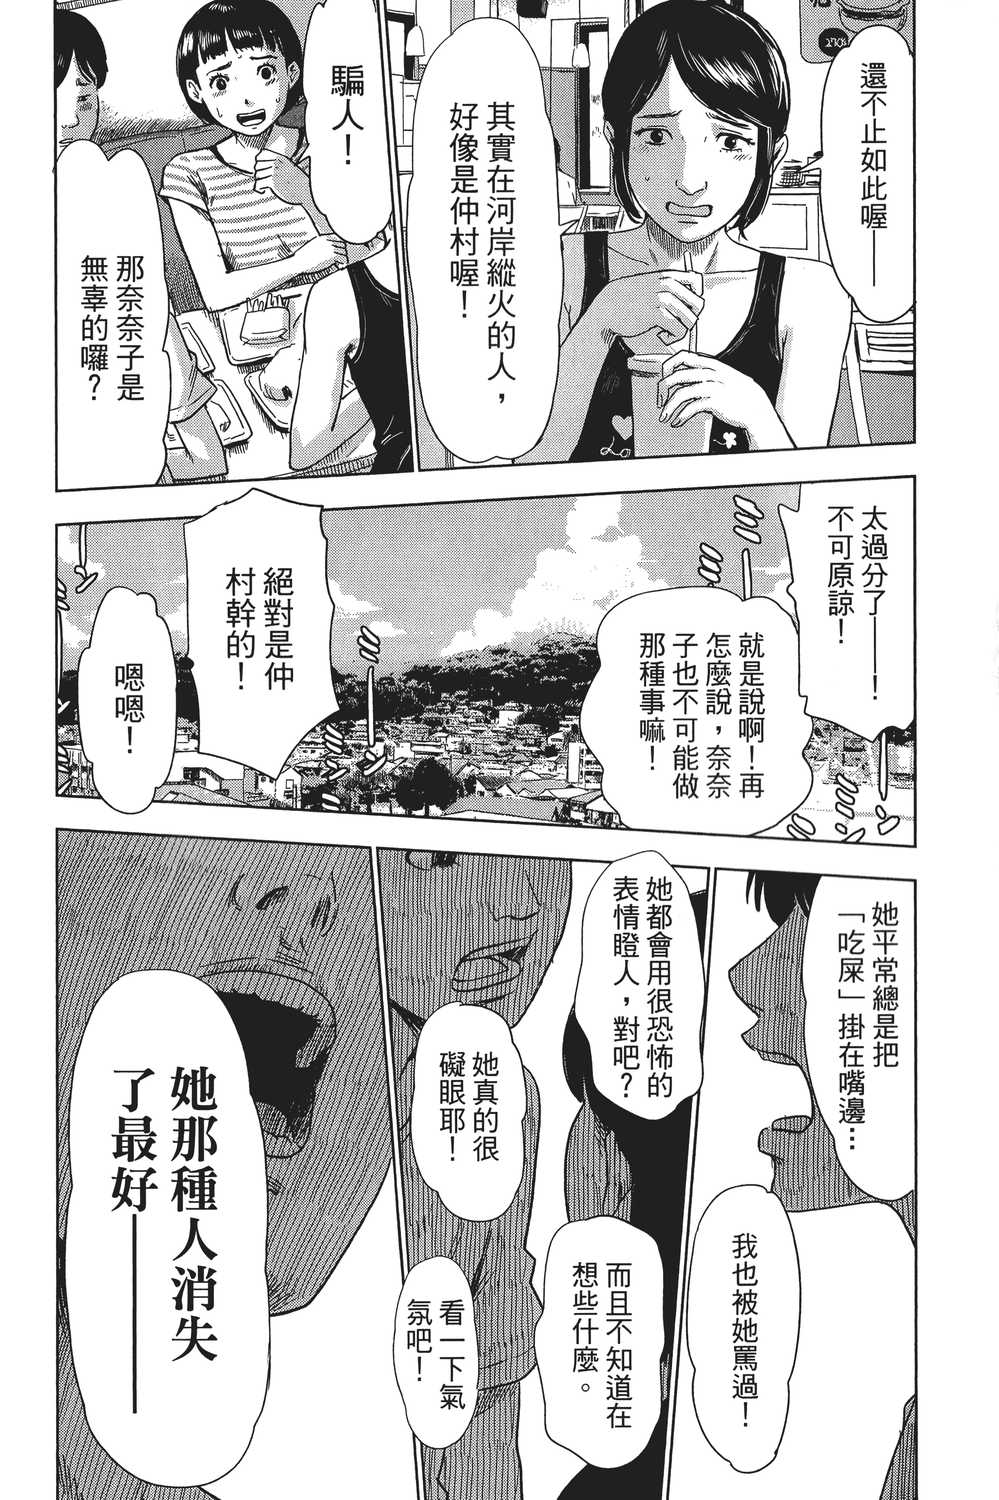 還不止如此喔——
其實在河岸縱火的人，
好像是仲村喔！
騙人！
那奈奈子是
無辜的囉？
太過分了——！
不可原諒！
就是說啊！再
怎麼說，奈奈
子也不可能做
那種事嘛！
絕對是仲
村幹的！
嗯嗯！
她平常總是把
「吃屎」掛在嘴邊…
我也被她罵過！
她都會用很恐怖的
表情瞪人，對吧？
而且不知道在
想些什麼。
她真的很
礙眼耶！
看一下氣
氛吧！
她那種人消失
了最好——